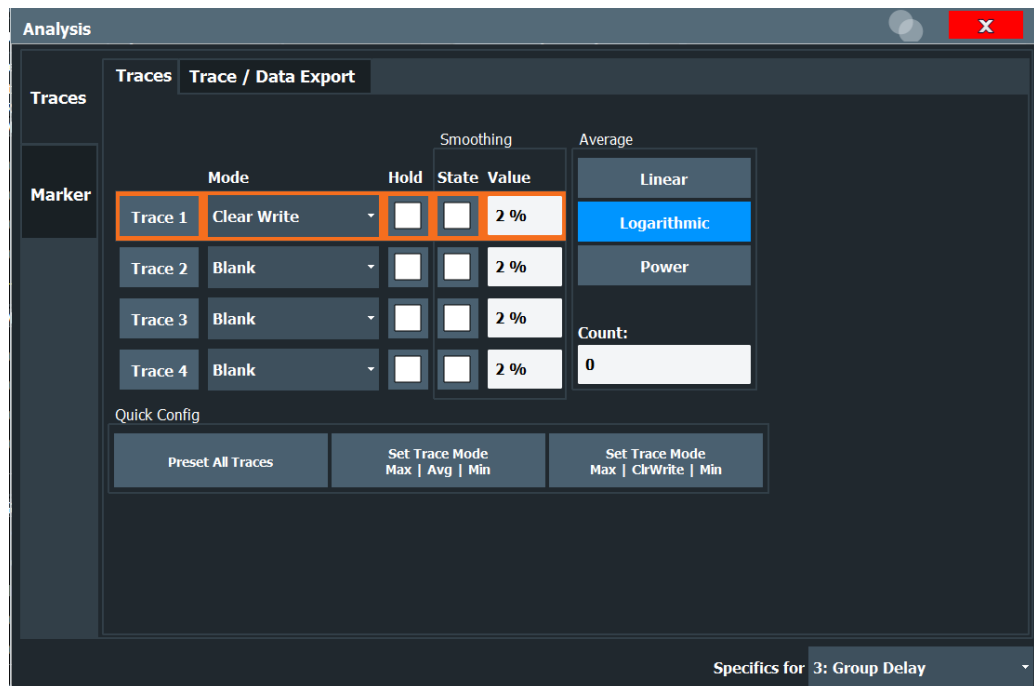 Analysis
X
Traces
Marker
Traces
Trace / Data Export
Smoothing
Average
Mode Hold State Value
Trace 1 Clear Write 2 %
Trace 2 Blank 2 %
Trace 3 Blank 2 %
Trace 4 Blank 2 %
Linear
Logarithmic
Power
Count:
0
Quick Config
Preset All Traces
Set Trace Mode
Max | Avg | Min
Set Trace Mode
Max | ClrWrite | Min
Specifics for 3: Group Delay